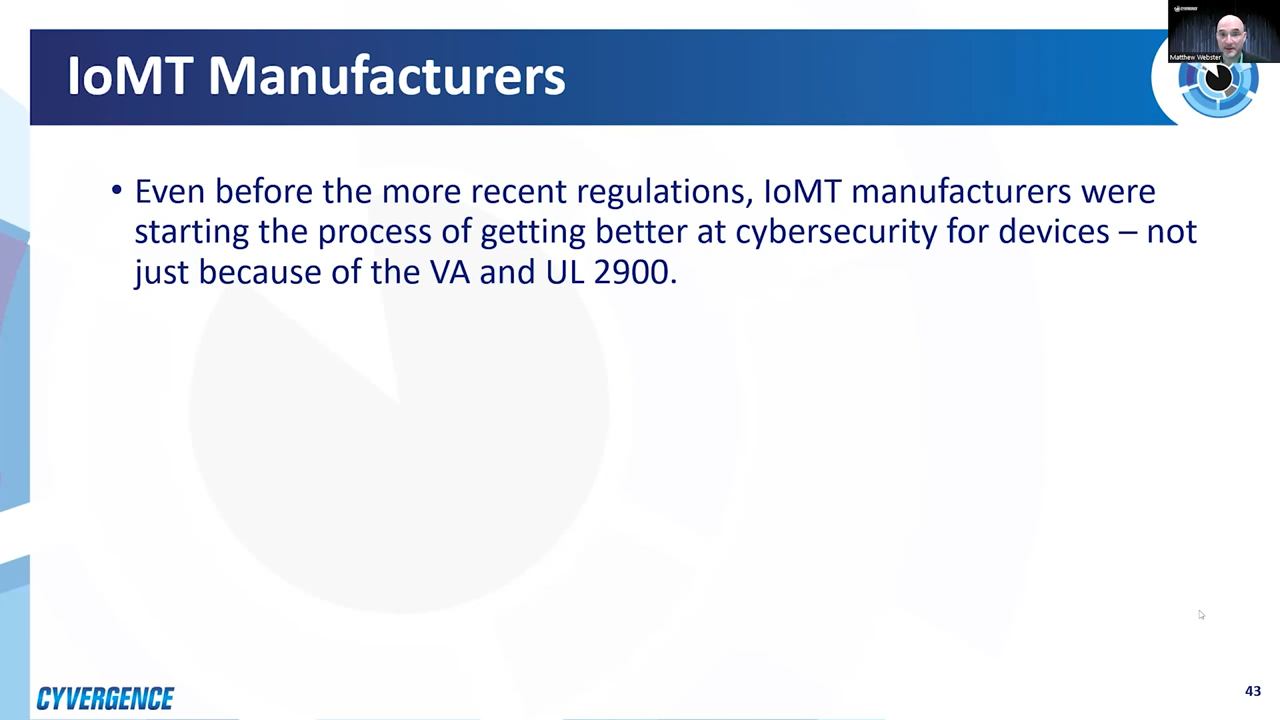 IoMT Manufacturers
CYVERGENCE
Matthew Webster
• Even before the more recent regulations, IoMT manufacturers were
starting the process of getting better at cybersecurity for devices – not
just because of the VA and UL 2900.
CYVERGENCE
43